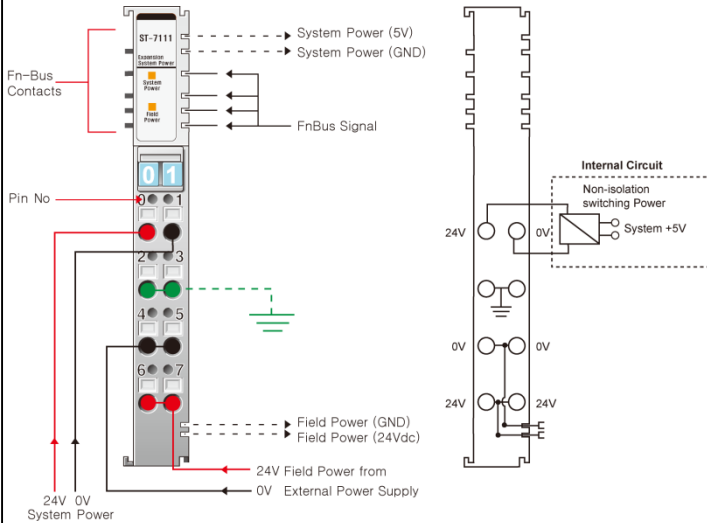 ST-7111
Expansion
System Power
System
Power
Field
Power
Fn-Bus
Contacts
System Power (5V)
System Power (GND)
FnBus Signal
0 1
Pin No
0 1
2 3
4 5
6 7
Field Power (GND)
Field Power (24Vdc)
24V Field Power from
0V External Power Supply
24V 0V
System Power
Internal Circuit
Non-isolation
switching Power
System +5V
24V 0V
0V 0V
24V 24V